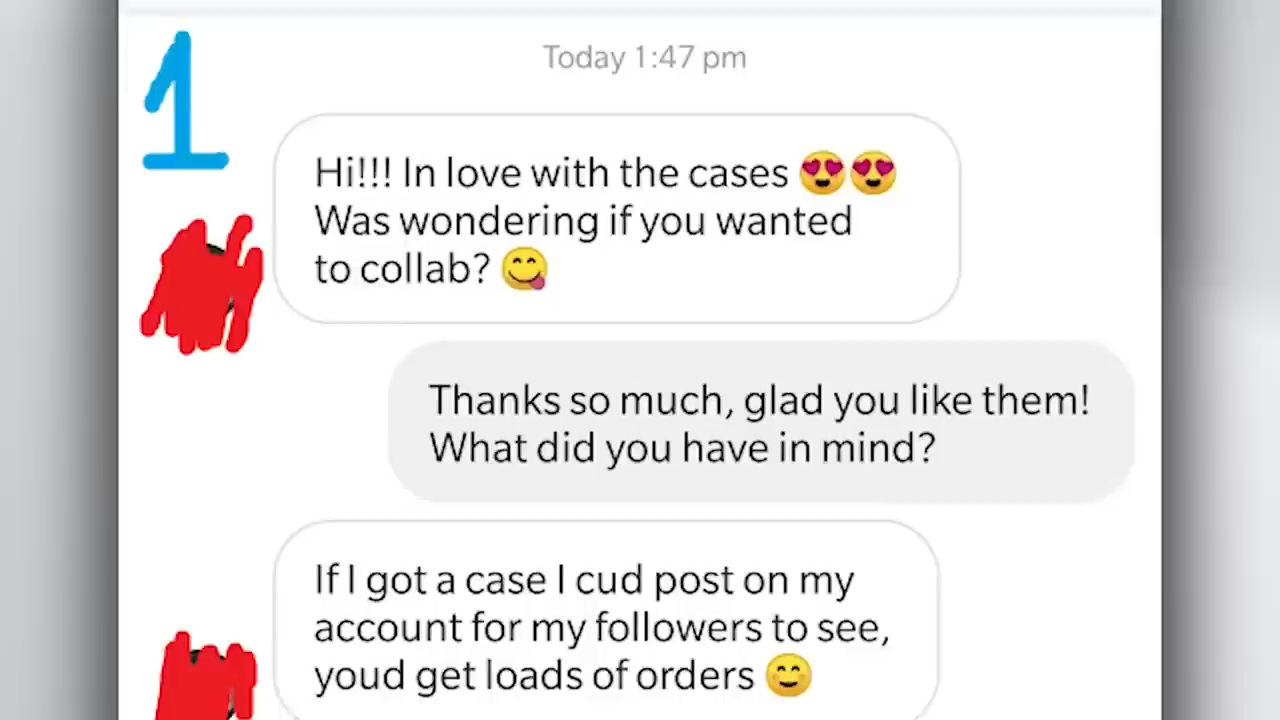 1
Today 1:47 pm
Hi!!! In love with the cases 😍😍
Was wondering if you wanted
to collab? 😋
Thanks so much, glad you like them!
What did you have in mind?
If I got a case I cud post on my
account for my followers to see,
youd get loads of orders 😊